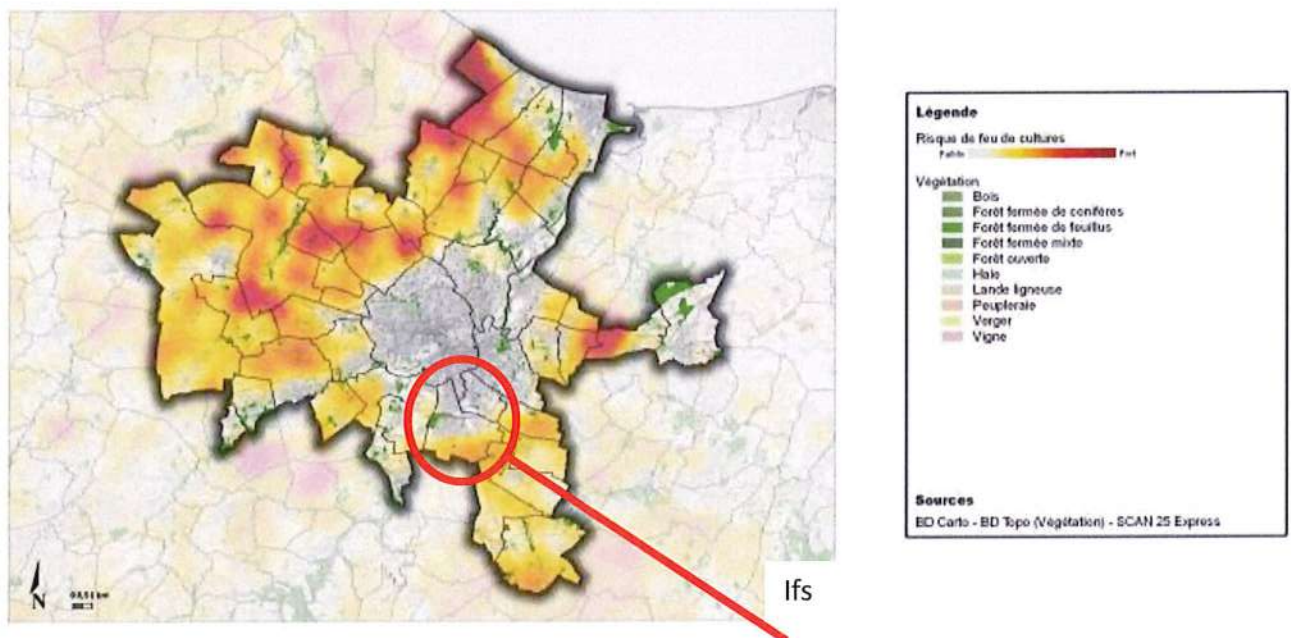 Légende
Risque de feu de cultures
Faible Fort
Végétation
Bois
Forêt fermée de conifères
Forêt fermée de feuillus
Forêt fermée mixte
Forêt ouverte
Haie
Lande ligneuse
Peupleraie
Verger
Vigne
Sources
BD Carto - BD Topo (Végétation) - SCAN 25 Express
N
Ifs